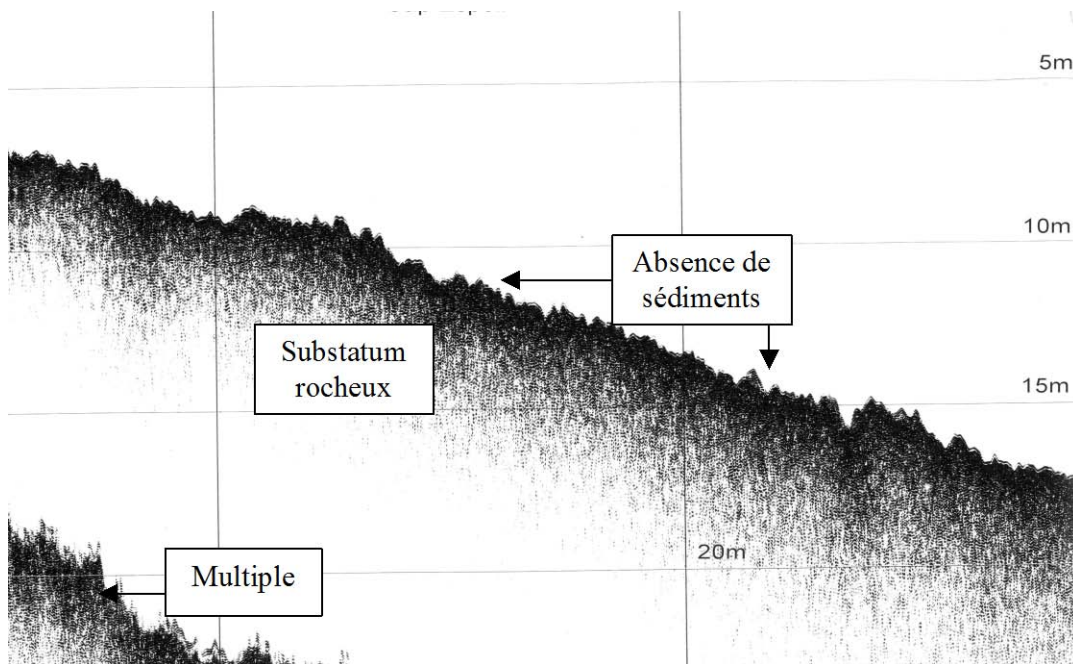 5m
10m
Absence de
sédiments
Substatum
rocheux
15m
20m
Multiple